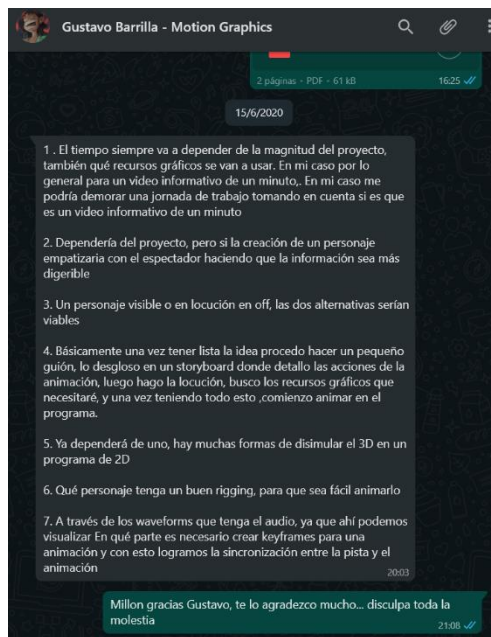 Gustavo Barrilla - Motion Graphics
2 páginas - PDF - 61 kB
16:25
15/6/2020
1 . El tiempo siempre va a depender de la magnitud del proyecto,
también qué recursos gráficos se van a usar. En mi caso por lo
general para un video informativo de un minuto,. En mi caso me
podría demorar una jornada de trabajo tomando en cuenta si es que
es un video informativo de un minuto
2. Dependería del proyecto, pero si la creación de un personaje
empatizaria con el espectador haciendo que la información sea más
digerible
3. Un personaje visible o en locución en off, las dos alternativas serían
viables
4. Básicamente una vez tener lista la idea procedo hacer un pequeño
guión, lo desgloso en un storyboard donde detallo las acciones de la
animación, luego hago la locución, busco los recursos gráficos que
necesitaré, y una vez teniendo todo esto ,comienzo animar en el
programa.
5. Ya dependerá de uno, hay muchas formas de disimular el 3D en un
programa de 2D
6. Qué personaje tenga un buen rigging, para que sea fácil animarlo
7. A través de los waveforms que tenga el audio, ya que ahí podemos
visualizar En qué parte es necesario crear keyframes para una
animación y con esto logramos la sincronización entre la pista y el
animación
20:03
Millon gracias Gustavo, te lo agradezco mucho... disculpa toda la
molestia
21:08